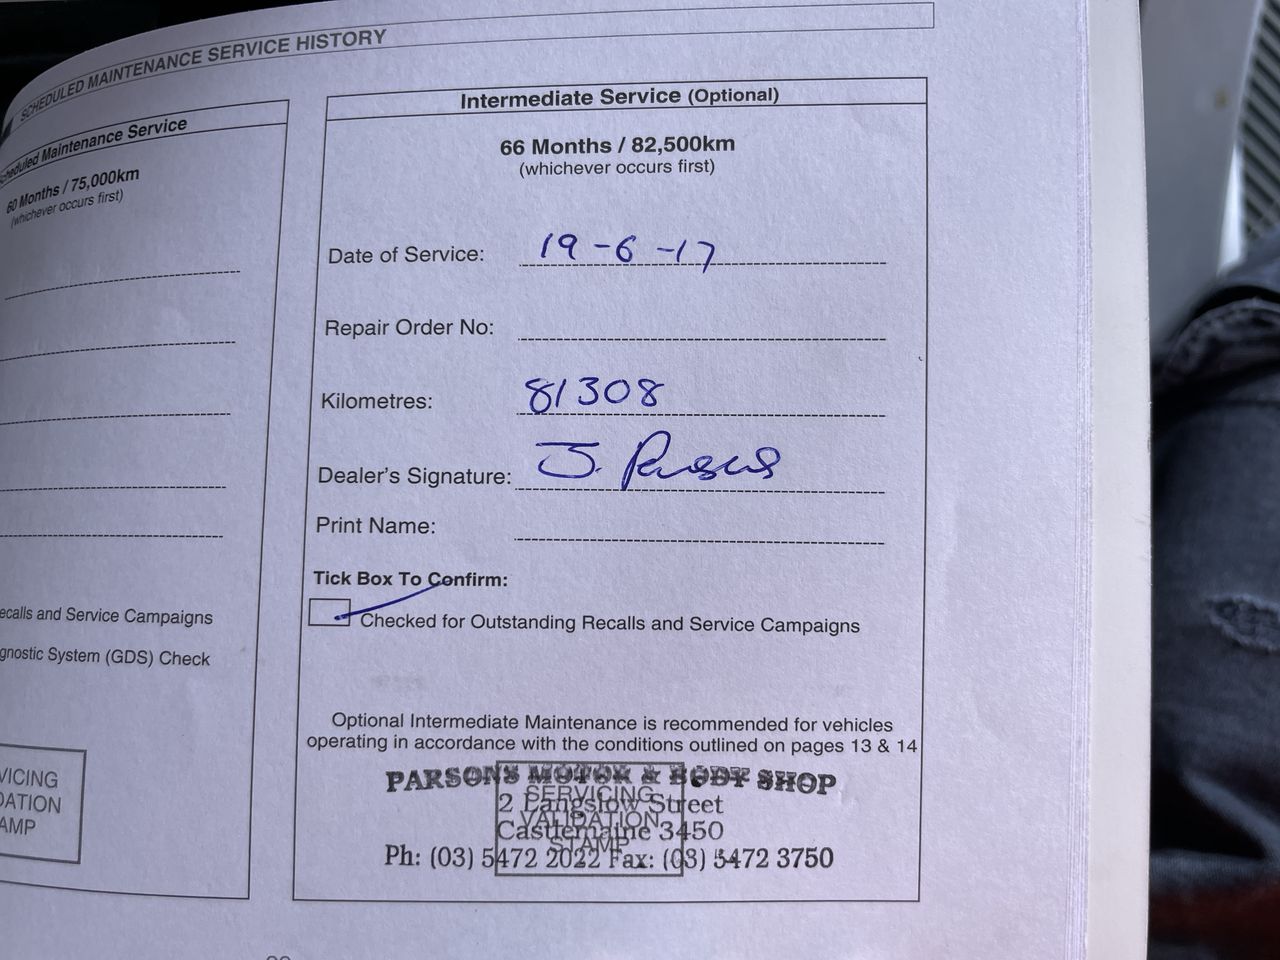 SCHEDULED MAINTENANCE SERVICE HISTORY
Scheduled Maintenance Service
60 Months / 75,000km
(whichever occurs first)
ecalls and Service Campaigns
gnostic System (GDS) Check
VICING
DATION
AMP
Intermediate Service (Optional)
66 Months / 82,500km
(whichever occurs first)
Date of Service: 19-6-17
Repair Order No:
Kilometres: 81308
Dealer's Signature: J. Parsons
Print Name:
Tick Box To Confirm:
Checked for Outstanding Recalls and Service Campaigns
Optional Intermediate Maintenance is recommended for vehicles
operating in accordance with the conditions outlined on pages 13 & 14
PARSONS MOTOR & BODY SHOP
SERVICING
2 Langslow Street
VALIDATION
Castlemaine 3450
STAMP
Ph: (03) 5472 2022 Fax: (03) 5472 3750